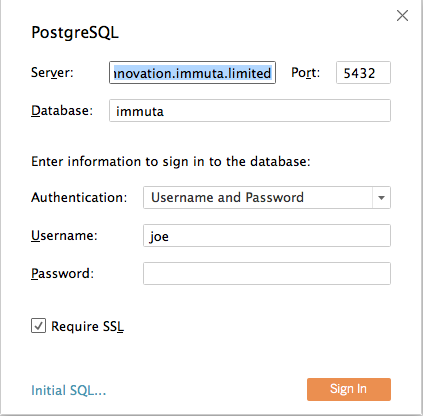 PostgreSQL
Server: nnovation.immuta.limited Port: 5432
Database: immuta
Enter information to sign in to the database:
Authentication: Username and Password
Username: joe
Password:
Require SSL
Initial SQL... Sign In